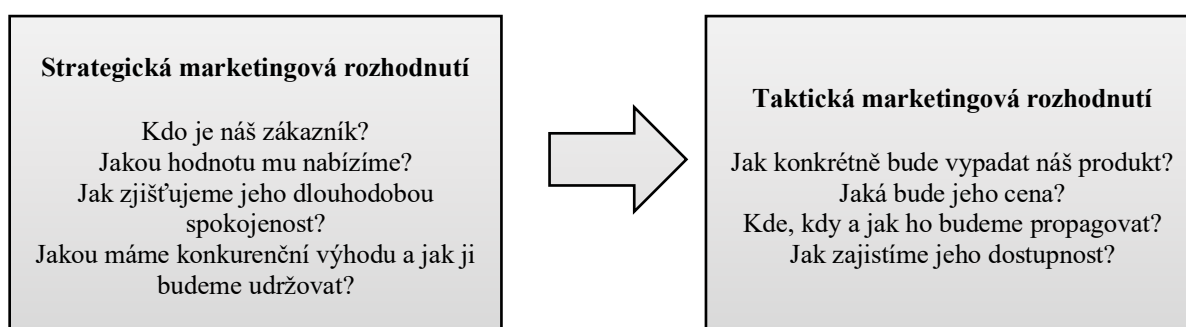 Strategická marketingová rozhodnutí
Kdo je náš zákazník?
Jakou hodnotu mu nabízíme?
Jak zjišťujeme jeho dlouhodobou
spokojenost?
Jakou máme konkurenční výhodu a jak ji
budeme udržovat?
Taktická marketingová rozhodnutí
Jak konkrétně bude vypadat náš produkt?
Jaká bude jeho cena?
Kde, kdy a jak ho budeme propagovat?
Jak zajistíme jeho dostupnost?